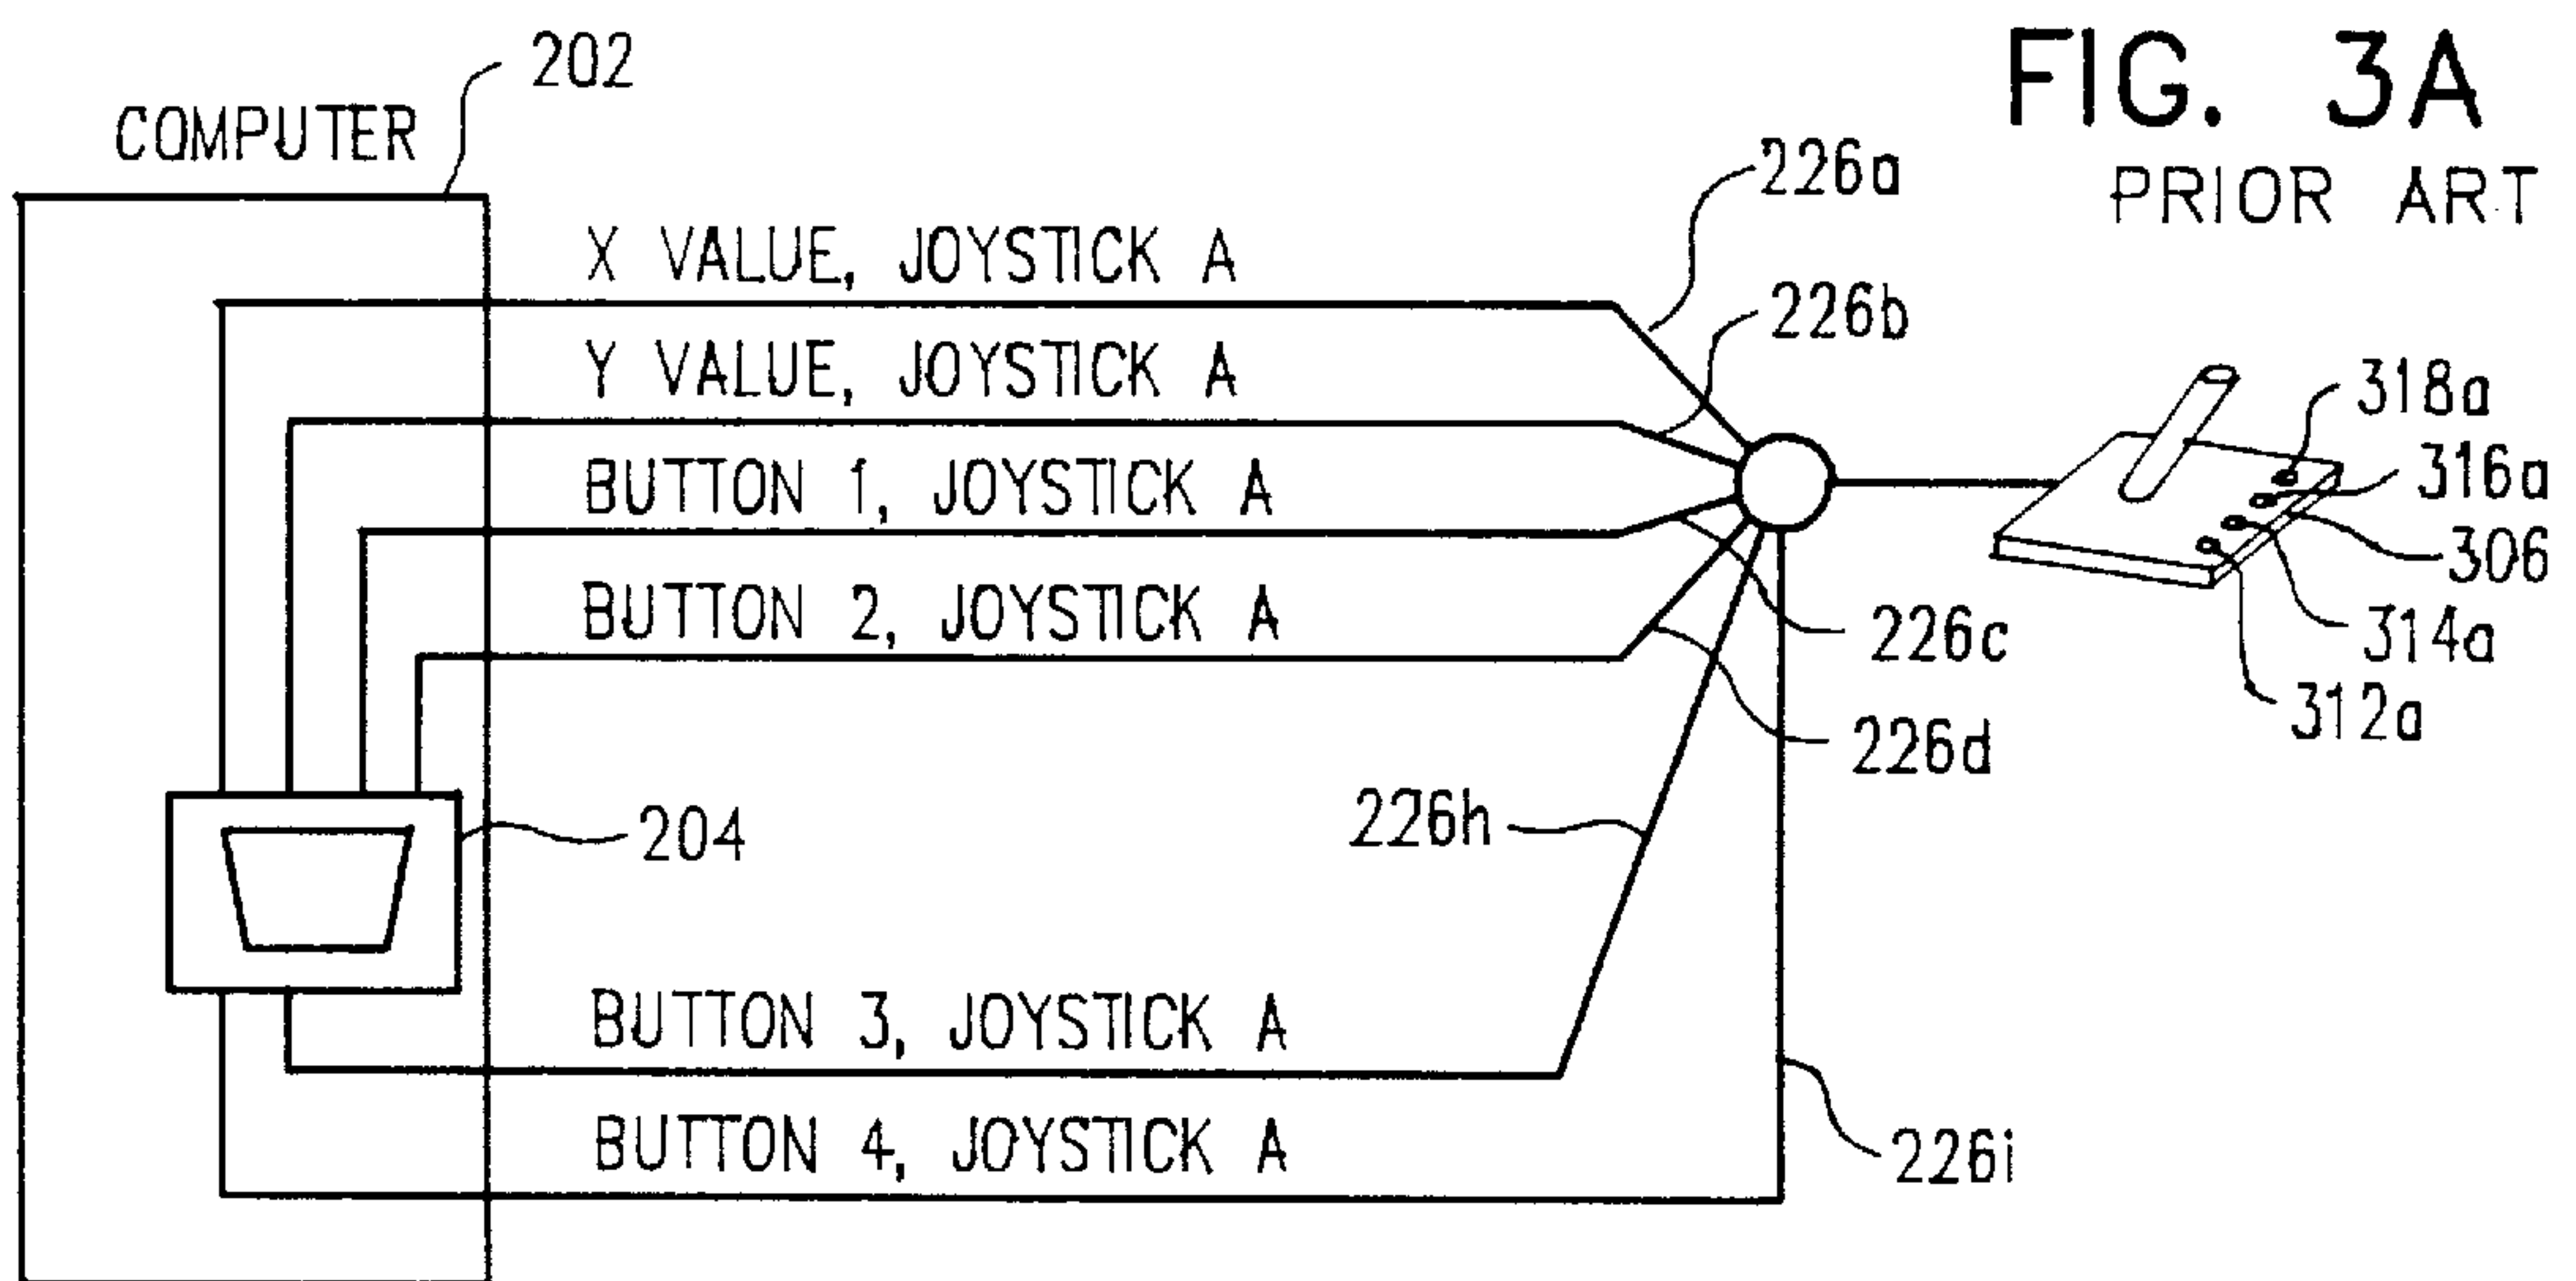 FIG. 3A
PRIOR ART
202
COMPUTER
226a
X VALUE, JOYSTICK A
226b
Y VALUE, JOYSTICK A
318a
BUTTON 1, JOYSTICK A
316a
306
BUTTON 2, JOYSTICK A
226c
314a
312a
226d
226h
204
BUTTON 3, JOYSTICK A
BUTTON 4, JOYSTICK A
226i